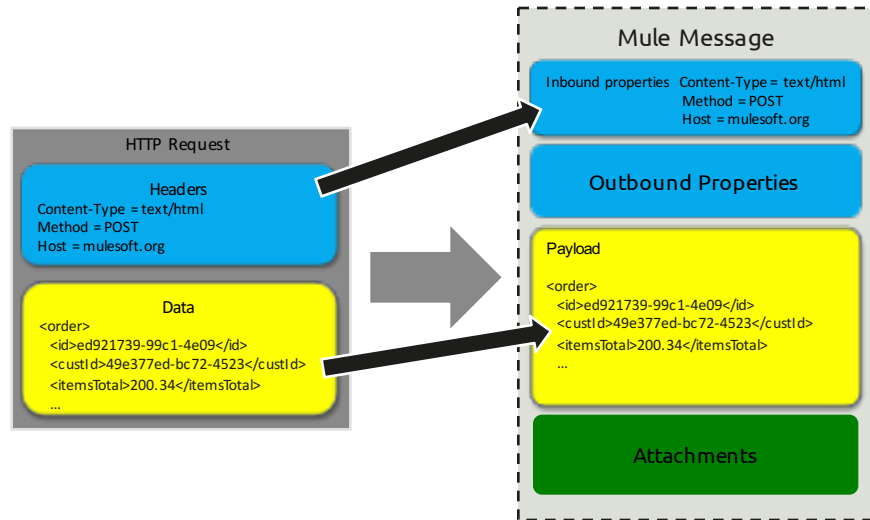 HTTP Request
Headers
Content-Type = text/html
Method = POST
Host = mulesoft.org
Data
<order>
<id>ed921739-99c1-4e09</id>
<custId>49e377ed-bc72-4523</custId>
<itemsTotal>200.34</itemsTotal>
...
Mule Message
Inbound properties Content-Type = text/html
Method = POST
Host = mulesoft.org
Outbound Properties
Payload
<order>
<id>ed921739-99c1-4e09</id>
<custId>49e377ed-bc72-4523</custId>
<itemsTotal>200.34</itemsTotal>
...
Attachments